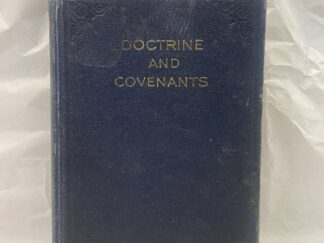 DOCTRINE
AND
COVENANTS